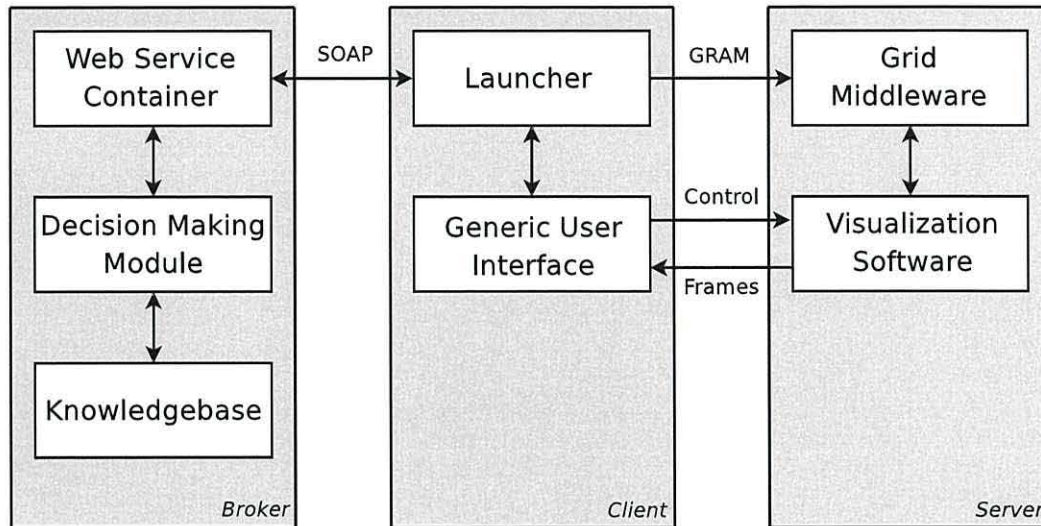 Web Service
Container
SOAP
Launcher
GRAM
Grid
Middleware
Decision Making
Module
Generic User
Interface
Control
Frames
Visualization
Software
Knowledgebase
Broker
Client
Server